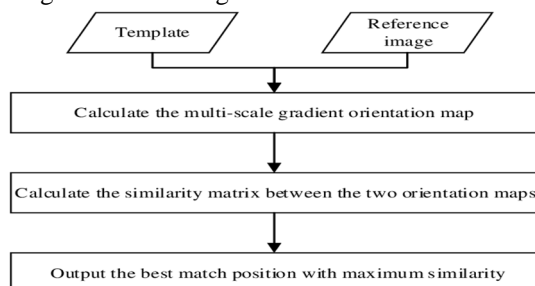 Template
Reference
image
Calculate the multi-scale gradient orientation map
Calculate the similarity matrix between the two orientation maps
Output the best match position with maximum similarity